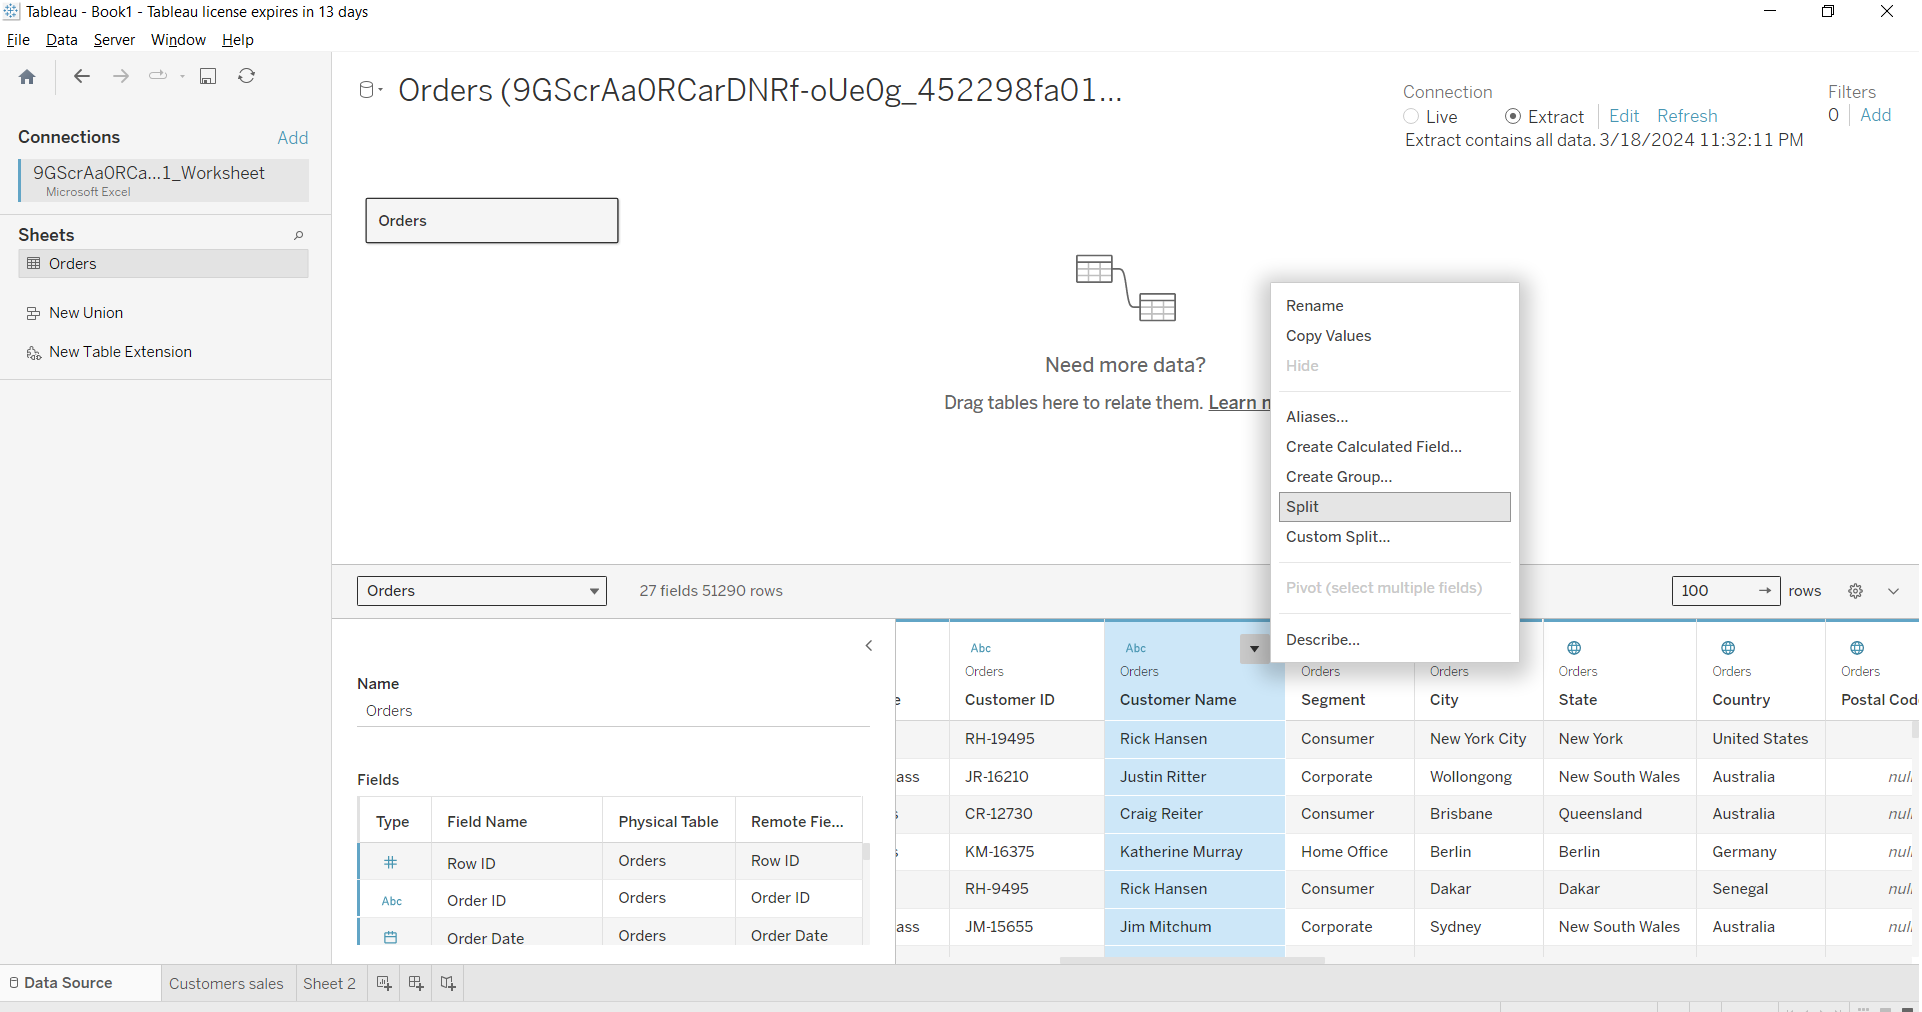 Tableau - Book1 - Tableau license expires in 13 days
File Data Server Window Help
Connections Add
9GScrAa0RCa...1_Worksheet
Microsoft Excel
Sheets
Orders
New Union
New Table Extension
Orders (9GScrAa0RCarDNRf-oUe0g_452298fa01...
Connection
Live Extract Edit Refresh
Extract contains all data. 3/18/2024 11:32:11 PM
Filters
0 Add
Orders
Need more data?
Drag tables here to relate them. Learn
Rename
Copy Values
Hide
Aliases...
Create Calculated Field...
Create Group...
Split
Custom Split...
Pivot (select multiple fields)
Describe...
Orders 27 fields 51290 rows 100 rows
Name
Orders
Fields
Type Field Name Physical Table Remote Fie...
Row ID Orders Row ID
Abc Order ID Orders Order ID
Order Date Orders Order Date
Abc Abc
Orders Orders Orders Orders Orders Orders Orders
e Customer ID Customer Name Segment City State Country Postal Cod
RH-19495 Rick Hansen Consumer New York City New York United States
ass JR-16210 Justin Ritter Corporate Wollongong New South Wales Australia nul
CR-12730 Craig Reiter Consumer Brisbane Queensland Australia nul
KM-16375 Katherine Murray Home Office Berlin Berlin Germany nul
RH-9495 Rick Hansen Consumer Dakar Dakar Senegal nul
ass JM-15655 Jim Mitchum Corporate Sydney New South Wales Australia nul
Data Source Customers sales Sheet 2